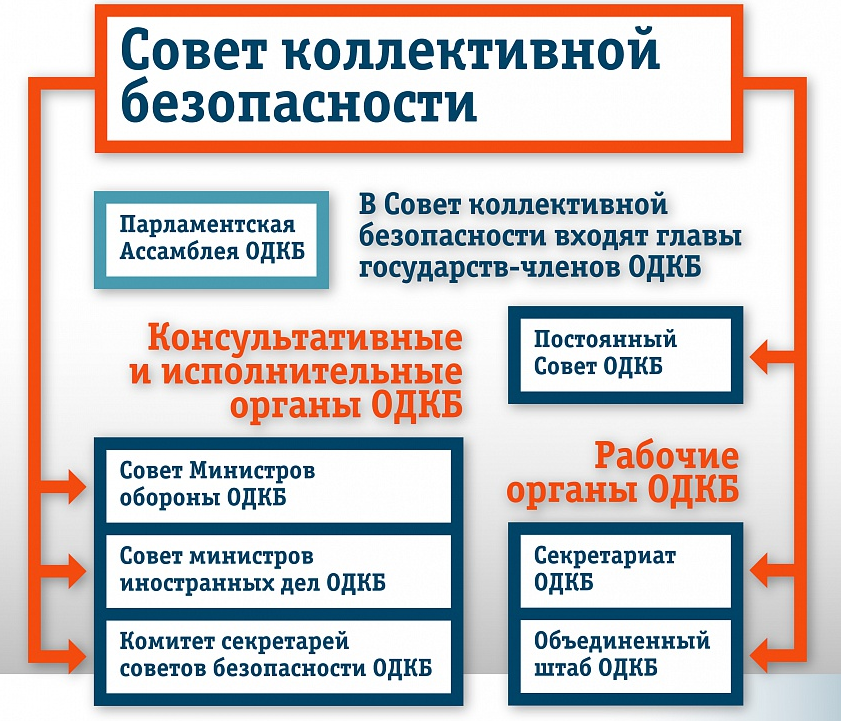 Совет коллективной
безопасности
Парламентская
Ассамблея ОДКБ
В Совет коллективной
безопасности входят главы
государств-членов ОДКБ
Консультативные
и исполнительные
органы ОДКБ
Совет Министров
обороны ОДКБ
Совет министров
иностранных дел ОДКБ
Комитет секретарей
советов безопасности ОДКБ
Постоянный
Совет ОДКБ
Рабочие
органы ОДКБ
Секретариат
ОДКБ
Объединенный
штаб ОДКБ